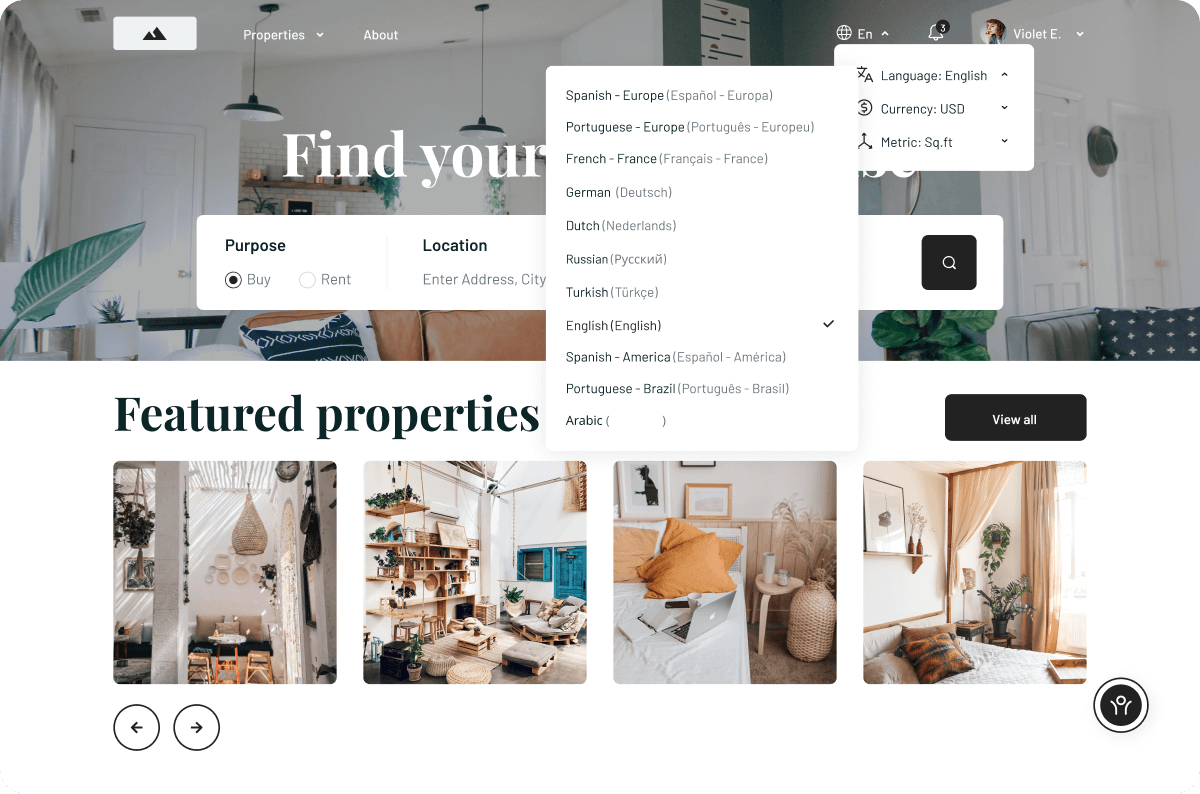 Properties
About
En
3
Violet E.
Language: English
Currency: USD
Metric: Sq.ft
Spanish - Europe (Español - Europa)
Portuguese - Europe (Português - Europeu)
French - France (Français - France)
German (Deutsch)
Dutch (Nederlands)
Russian (Русский)
Turkish (Türkçe)
English (English)
Spanish - America (Español - América)
Portuguese - Brazil (Português - Brasil)
Arabic ( )
Find your
Purpose
Buy
Rent
Location
Enter Address, City
Featured properties
View all